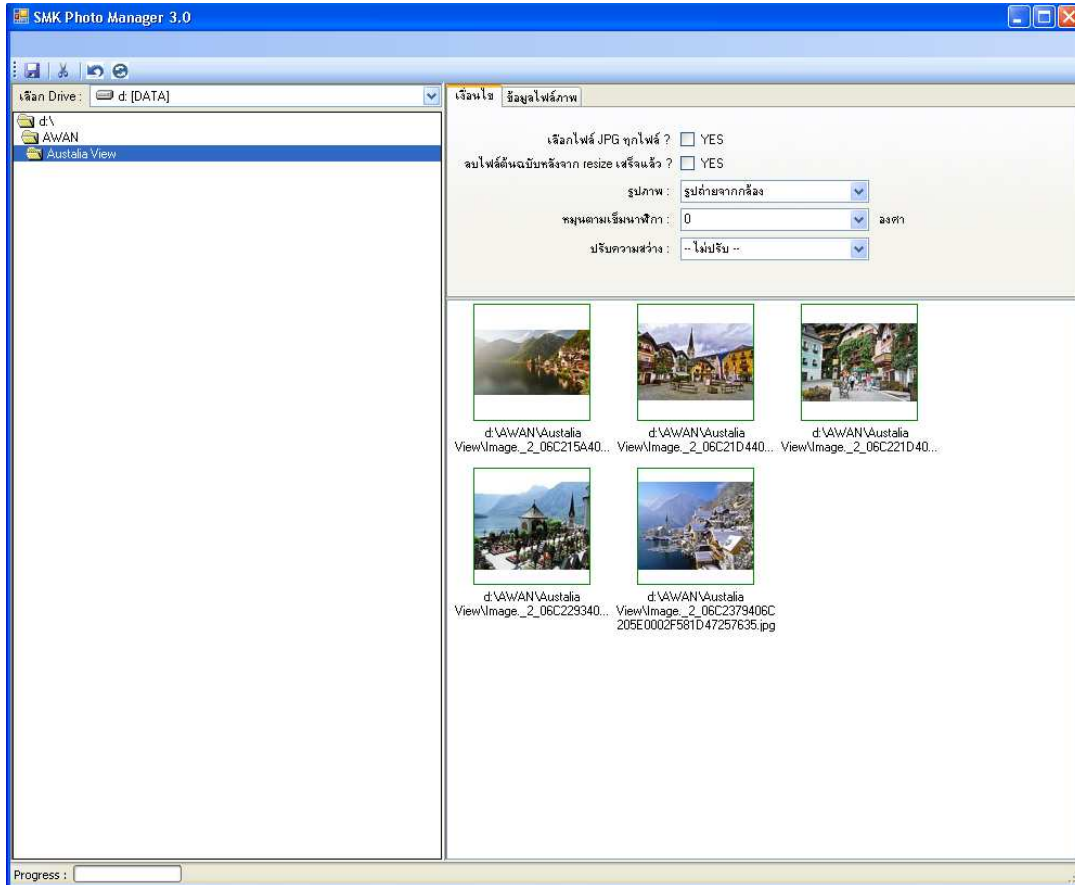 SMK Photo Manager 3.0
เลือก Drive : d: [DATA]
d:\
AWAN
Austalia View
เงื่อนไข ข้อมูลไฟล์ภาพ
เลือกไฟล์ JPG ทุกไฟล์ ? YES
ลบไฟล์ต้นฉบับหลังจาก resize เสร็จแล้ว ? YES
รูปภาพ : รูปถ่ายจากกล้อง
หมุนตามเข็มนาฬิกา : 0 องศา
ปรับความสว่าง : -- ไม่ปรับ --
d:\AWAN\Austalia
View\Image._2_06C215A40...
d:\AWAN\Austalia
View\Image._2_06C21D440...
d:\AWAN\Austalia
View\Image._2_06C221D40...
d:\AWAN\Austalia
View\Image._2_06C229340...
d:\AWAN\Austalia
View\Image._2_06C2379406C
205E0002F581D47257635.jpg
Progress :